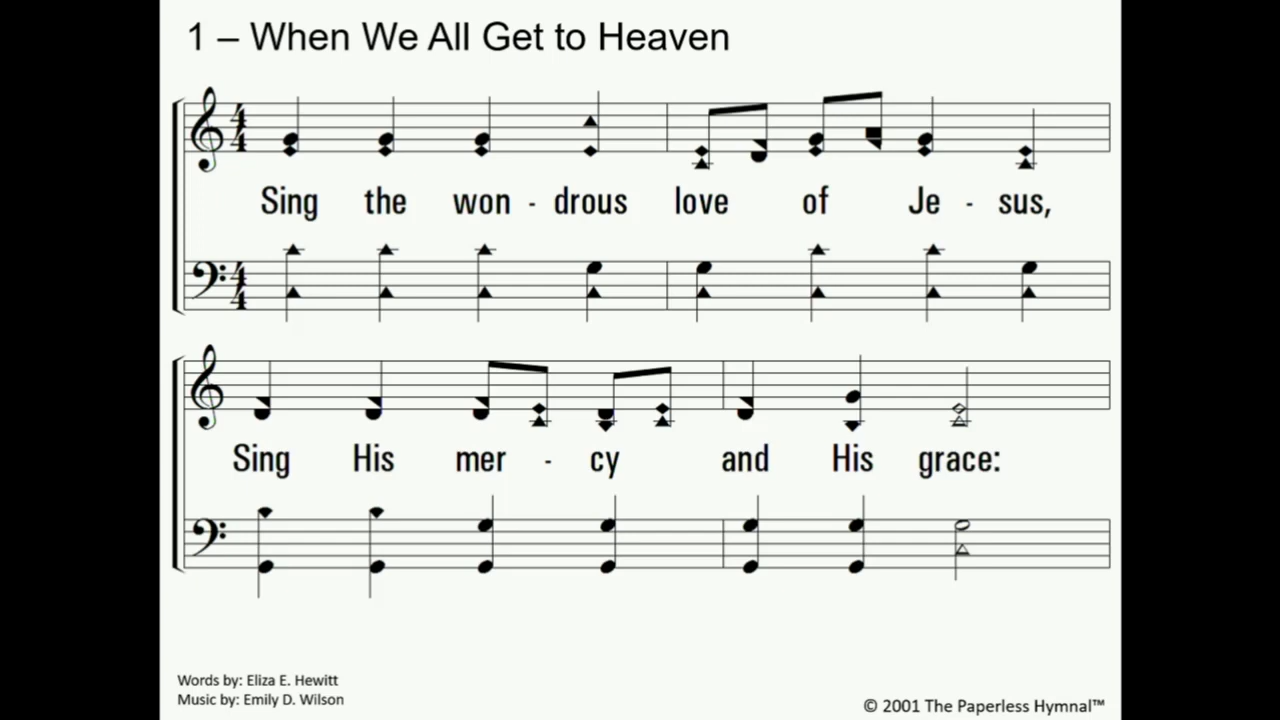 1 – When We All Get to Heaven
Sing the won - drous love of Je - sus,
Sing His mer - cy and His grace:
Words by: Eliza E. Hewitt
Music by: Emily D. Wilson
© 2001 The Paperless Hymnal™